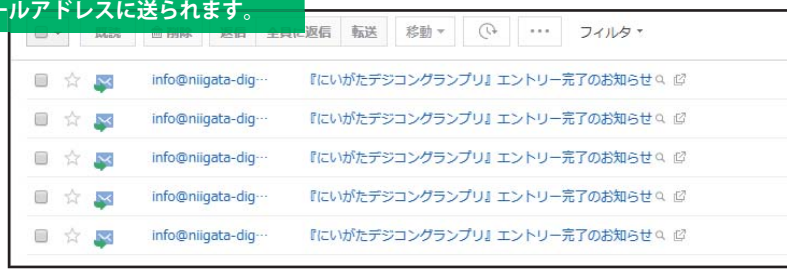 ールアドレスに送られます。
既読 削除 返信 全員に返信 転送 移動 フィルタ
info@niigata-dig… 『にいがたデジコングランプリ』エントリー完了のお知らせ
info@niigata-dig… 『にいがたデジコングランプリ』エントリー完了のお知らせ
info@niigata-dig… 『にいがたデジコングランプリ』エントリー完了のお知らせ
info@niigata-dig… 『にいがたデジコングランプリ』エントリー完了のお知らせ
info@niigata-dig… 『にいがたデジコングランプリ』エントリー完了のお知らせ